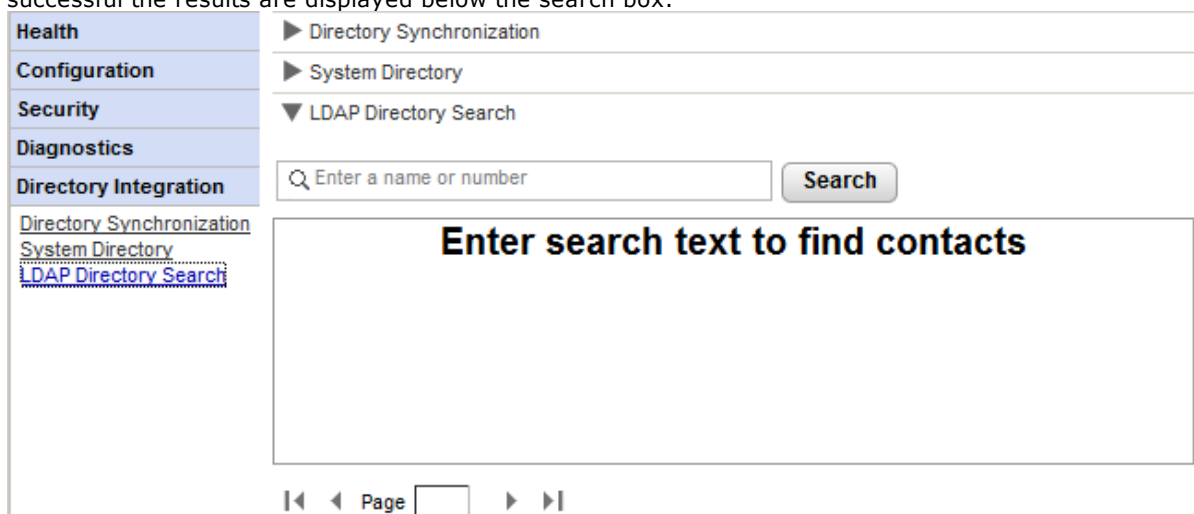 successful the results are displayed below the search box.
Health
Configuration
Security
Diagnostics
Directory Integration
Directory Synchronization
System Directory
LDAP Directory Search
Directory Synchronization
System Directory
LDAP Directory Search
Enter a name or number
Search
Enter search text to find contacts
Page